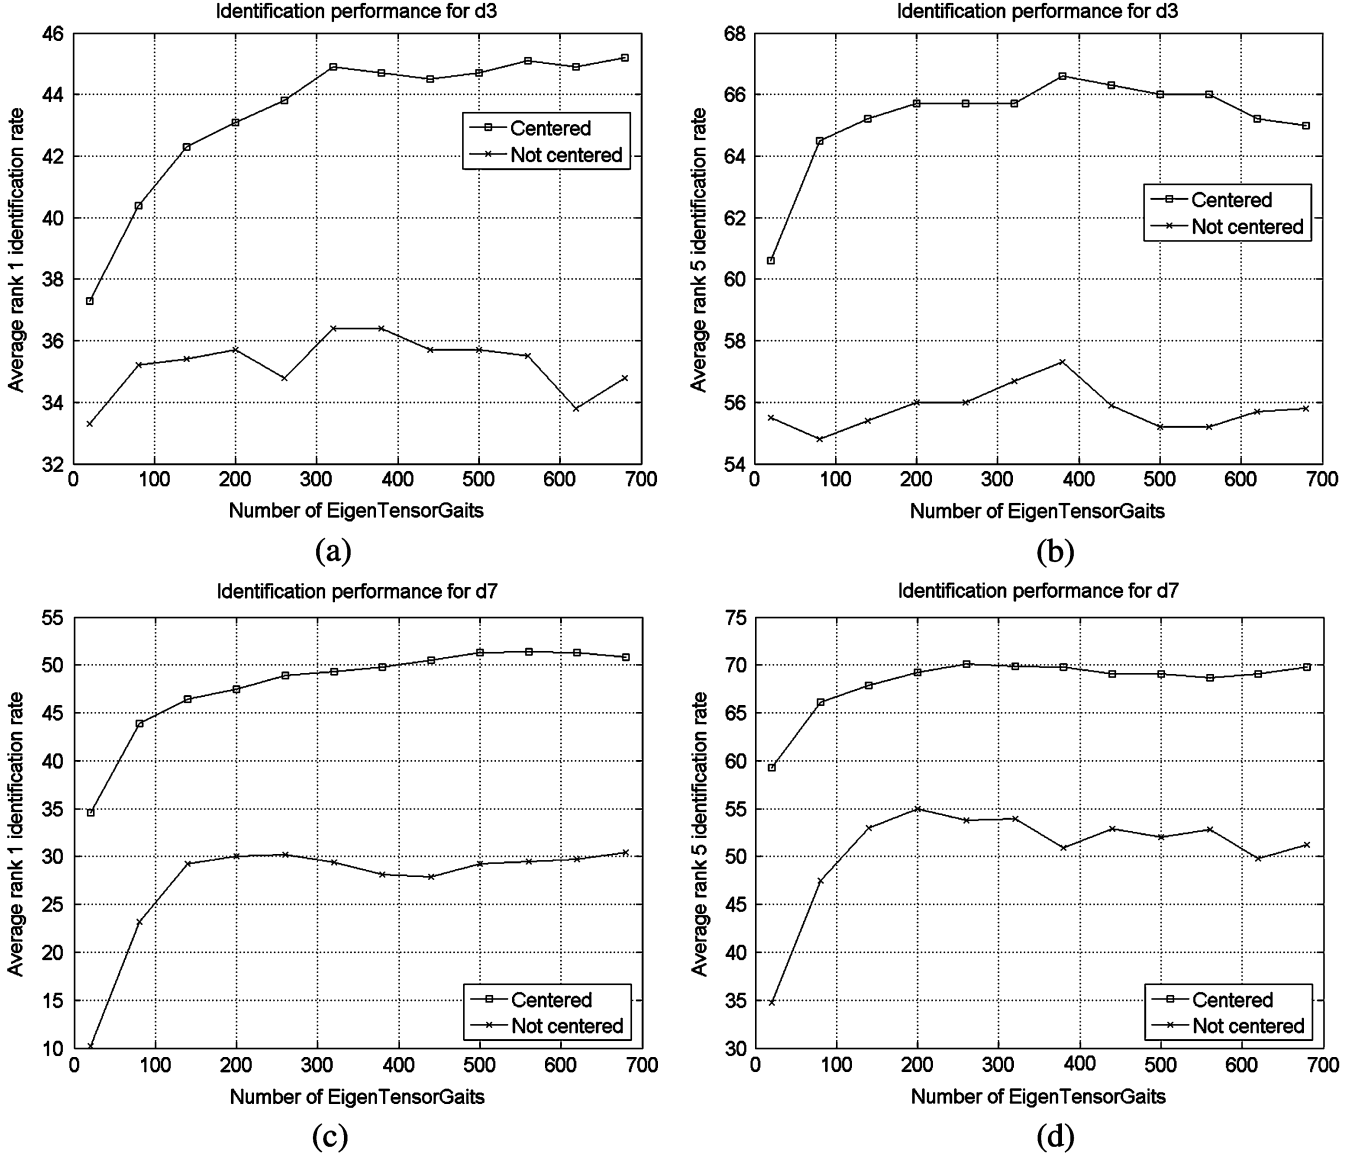 Identification performance for d3
46
44
42
40
38
36
34
32
Average rank 1 identification rate
Centered
Not centered
0 100 200 300 400 500 600 700
Number of EigenTensorGaits
(a)
Identification performance for d3
68
66
64
62
60
58
56
54
Average rank 5 identification rate
Centered
Not centered
0 100 200 300 400 500 600 700
Number of EigenTensorGaits
(b)
Identification performance for d7
55
50
45
40
35
30
25
20
15
10
Average rank 1 identification rate
Centered
Not centered
0 100 200 300 400 500 600 700
Number of EigenTensorGaits
(c)
Identification performance for d7
75
70
65
60
55
50
45
40
35
30
Average rank 5 identification rate
Centered
Not centered
0 100 200 300 400 500 600 700
Number of EigenTensorGaits
(d)